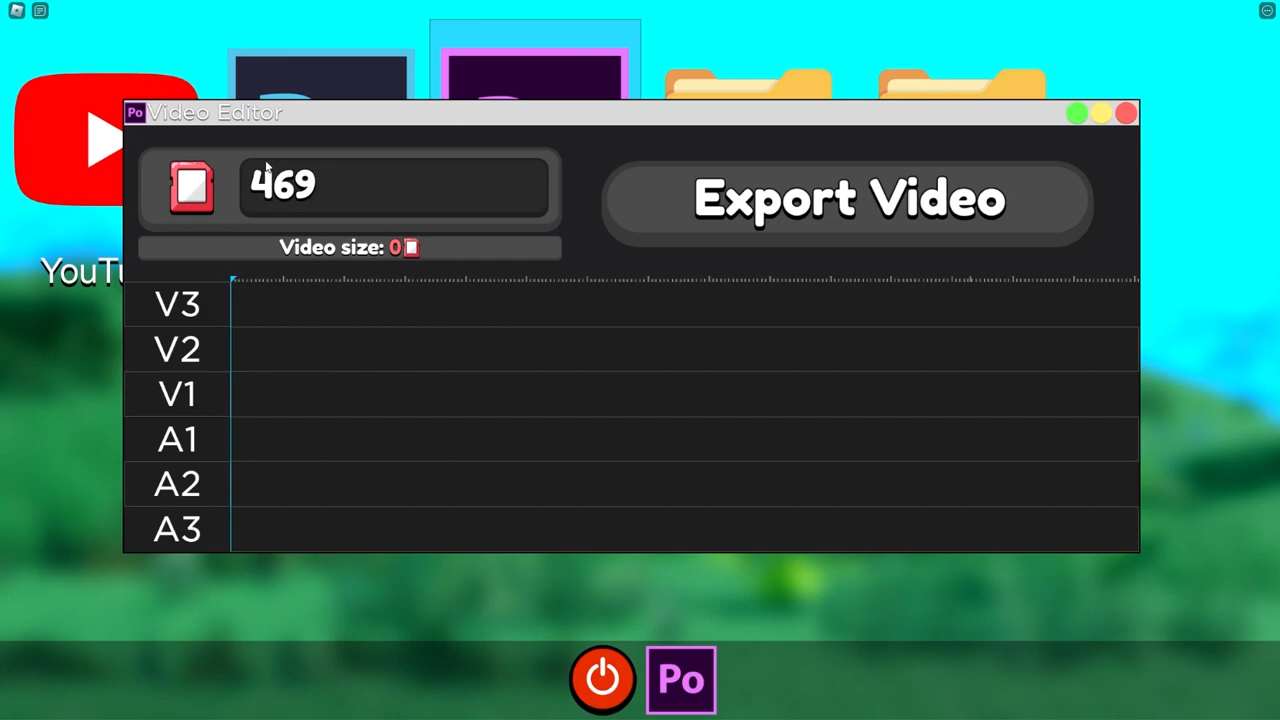 Po Video Editor
469
Export Video
Video size: 0
YouTu
V3
V2
V1
A1
A2
A3
Po